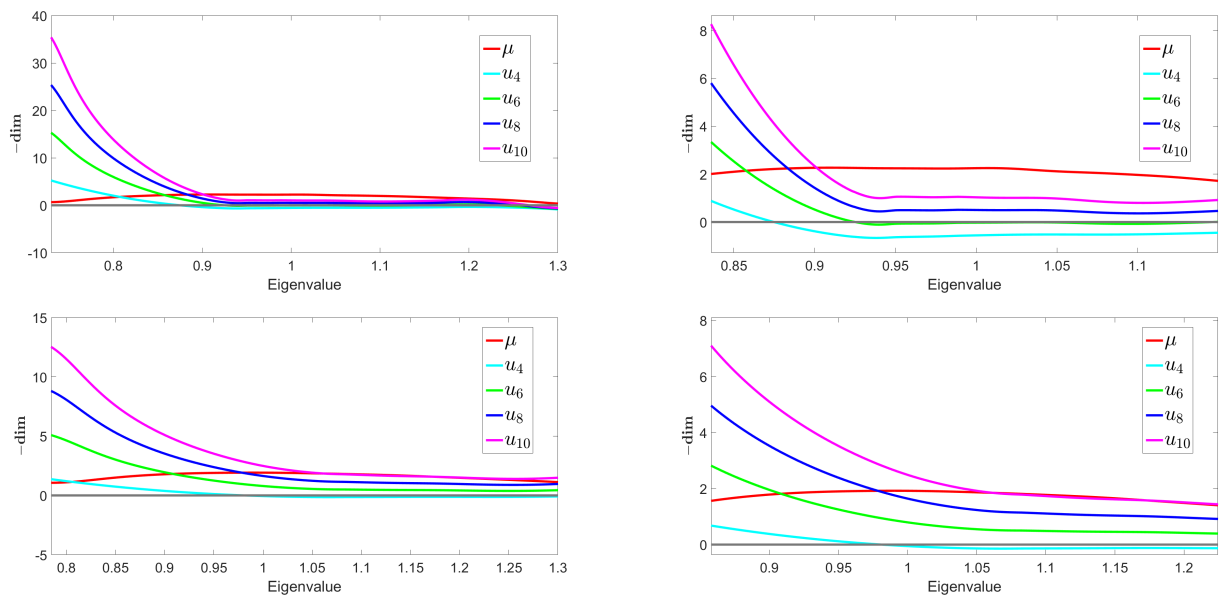 40
30
20
10
0
-10
0.8
0.9
1
1.1
1.2
1.3
Eigenvalue
−dim
μ
u4
u6
u8
u10
8
6
4
2
0
0.85
0.9
0.95
1
1.05
1.1
Eigenvalue
−dim
μ
u4
u6
u8
u10
15
10
5
0
-5
0.8
0.85
0.9
0.95
1
1.05
1.1
1.15
1.2
1.25
1.3
Eigenvalue
−dim
μ
u4
u6
u8
u10
8
6
4
2
0
0.9
0.95
1
1.05
1.1
1.15
1.2
Eigenvalue
−dim
μ
u4
u6
u8
u10